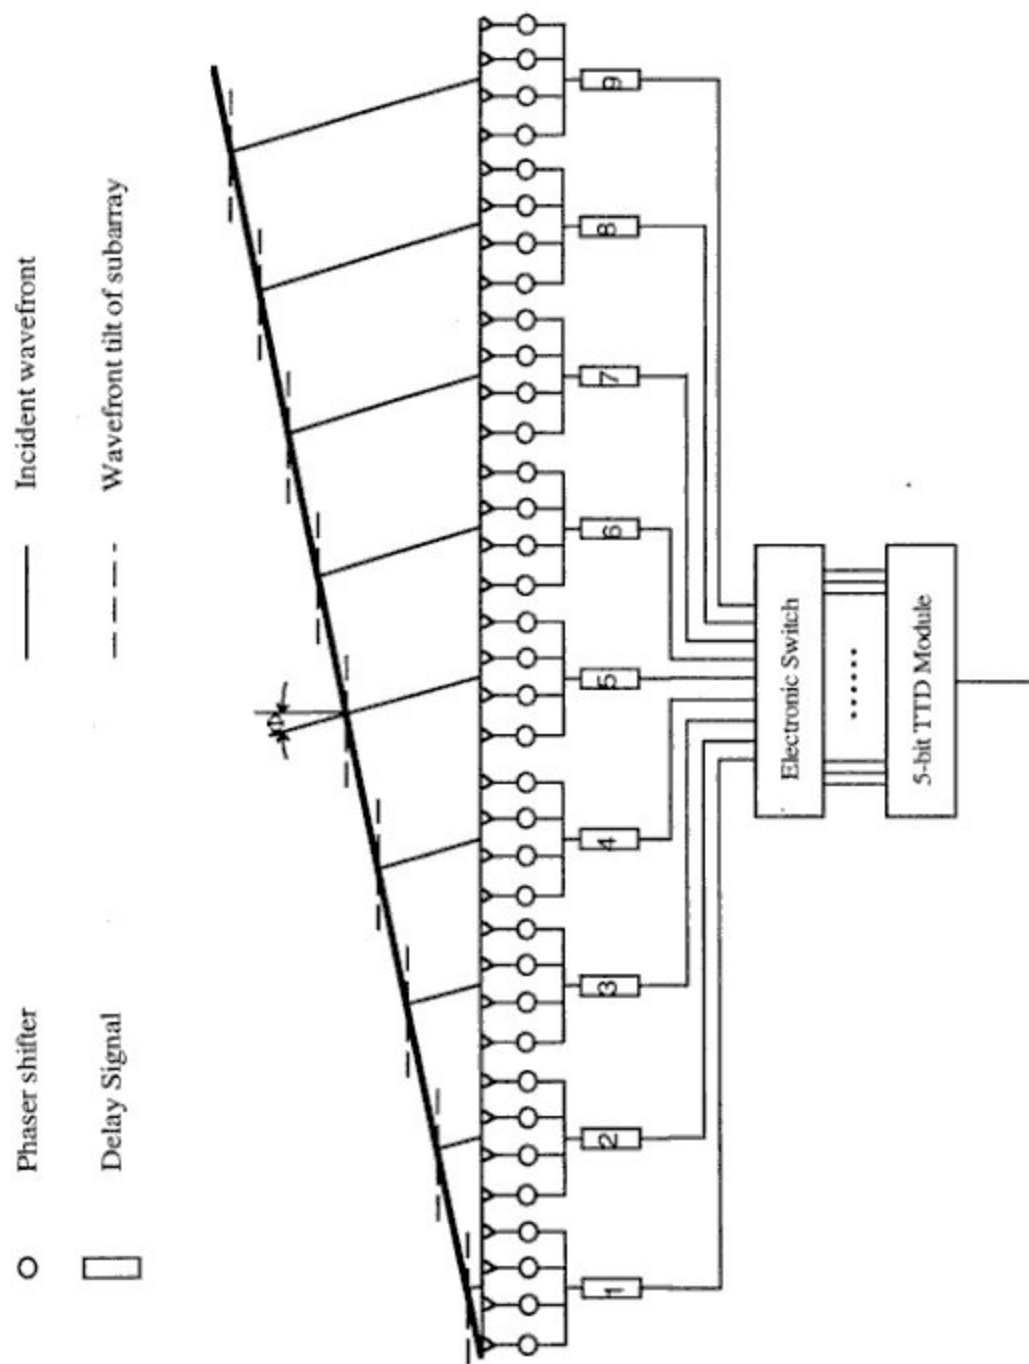 Phaser shifter
Incident wavefront
Delay Signal
Wavefront tilt of subarray
1
2
3
4
5
6
7
8
9
Electronic Switch
......
5-bit TTD Module